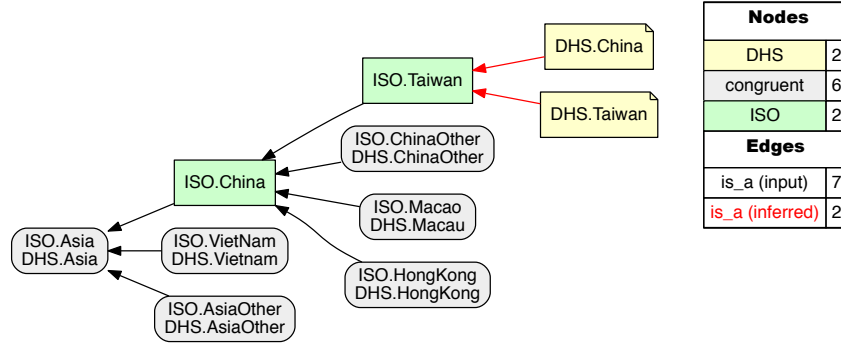 DHS.China
ISO.Taiwan
DHS.Taiwan
ISO.ChinaOther
DHS.ChinaOther
ISO.China
ISO.Macao
DHS.Macau
ISO.Asia
DHS.Asia
ISO.VietNam
DHS.Vietnam
ISO.HongKong
DHS.HongKong
ISO.AsiaOther
DHS.AsiaOther
Nodes
DHS 2
congruent 6
ISO 2
Edges
is_a (input) 7
is_a (inferred) 2